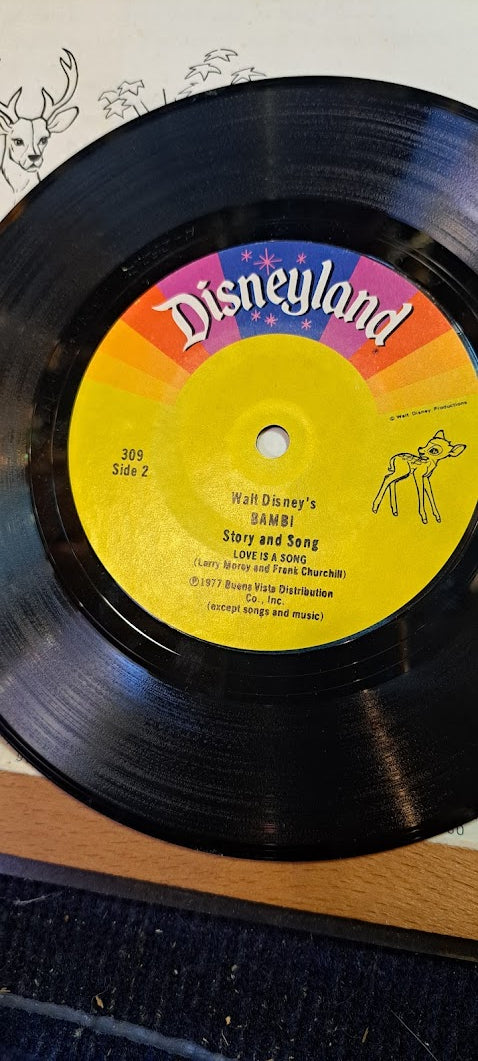 Disneyland
© Walt Disney Productions
309
Side 2
Walt Disney's
BAMBI
Story and Song
LOVE IS A SONG
(Larry Morey and Frank Churchill)
℗1977 Buena Vista Distribution
Co., Inc.
(except songs and music)